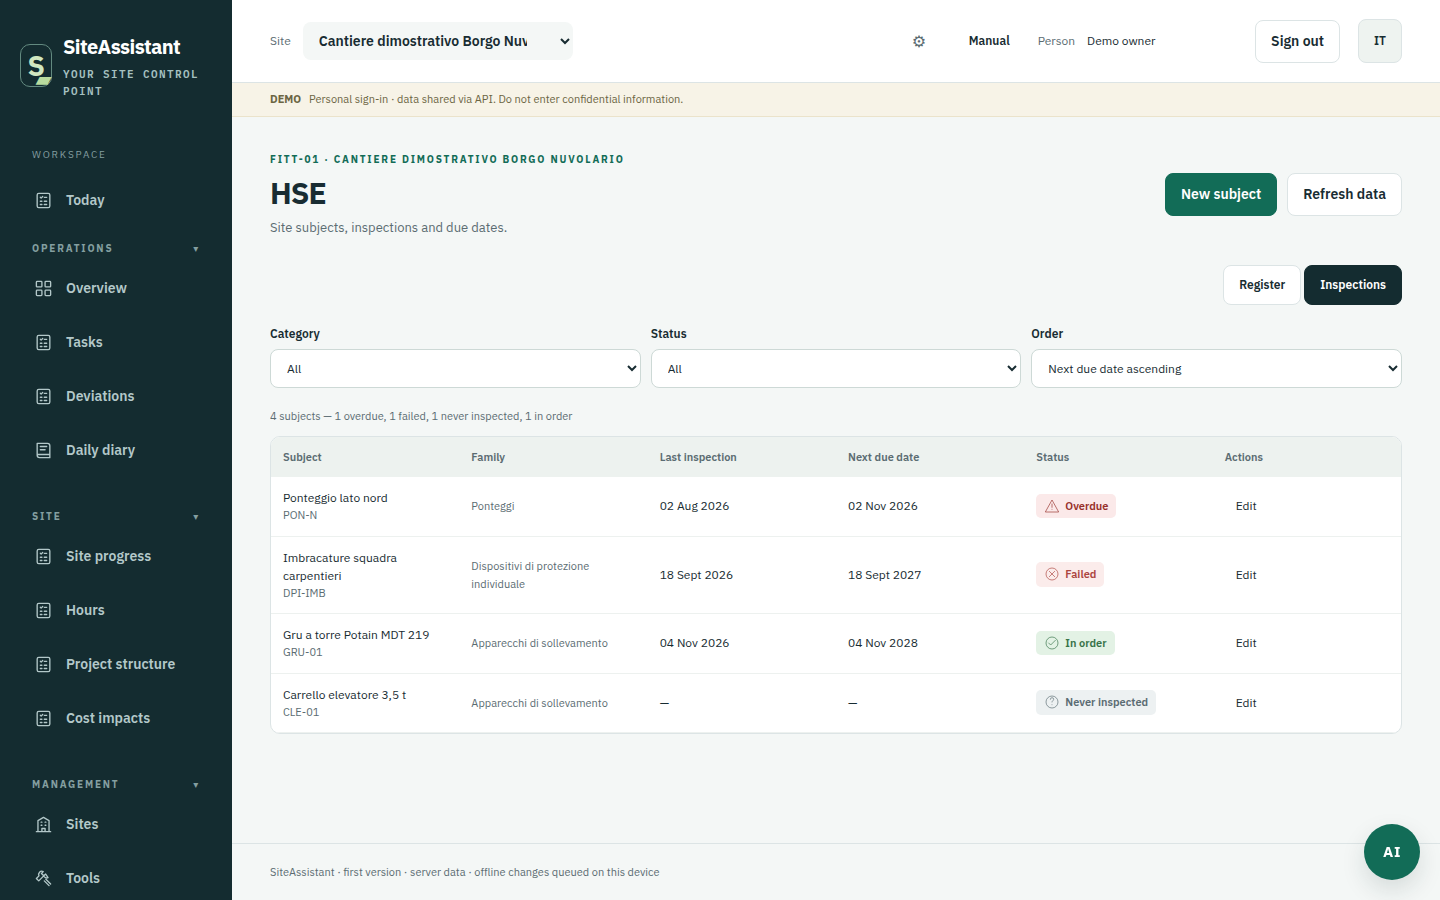 SiteAssistant
YOUR SITE CONTROL
POINT
WORKSPACE
Today
OPERATIONS
Overview
Tasks
Deviations
Daily diary
SITE
Site progress
Hours
Project structure
Cost impacts
MANAGEMENT
Sites
Tools
Site Cantiere dimostrativo Borgo Nuv
Manual Person Demo owner Sign out IT
DEMO Personal sign-in · data shared via API. Do not enter confidential information.
FITT-01 · CANTIERE DIMOSTRATIVO BORGO NUVOLARIO
HSE
Site subjects, inspections and due dates.
New subject Refresh data
Register Inspections
Category Status Order
All All Next due date ascending
4 subjects — 1 overdue, 1 failed, 1 never inspected, 1 in order
Subject Family Last inspection Next due date Status Actions
Ponteggio lato nord
PON-N
Ponteggi 02 Aug 2026 02 Nov 2026 Overdue Edit
Imbracature squadra
carpentieri
DPI-IMB
Dispositivi di protezione
individuale
18 Sept 2026 18 Sept 2027 Failed Edit
Gru a torre Potain MDT 219
GRU-01
Apparecchi di sollevamento 04 Nov 2026 04 Nov 2028 In order Edit
Carrello elevatore 3,5 t
CLE-01
Apparecchi di sollevamento — — Never Inspected Edit
SiteAssistant · first version · server data · offline changes queued on this device
AI